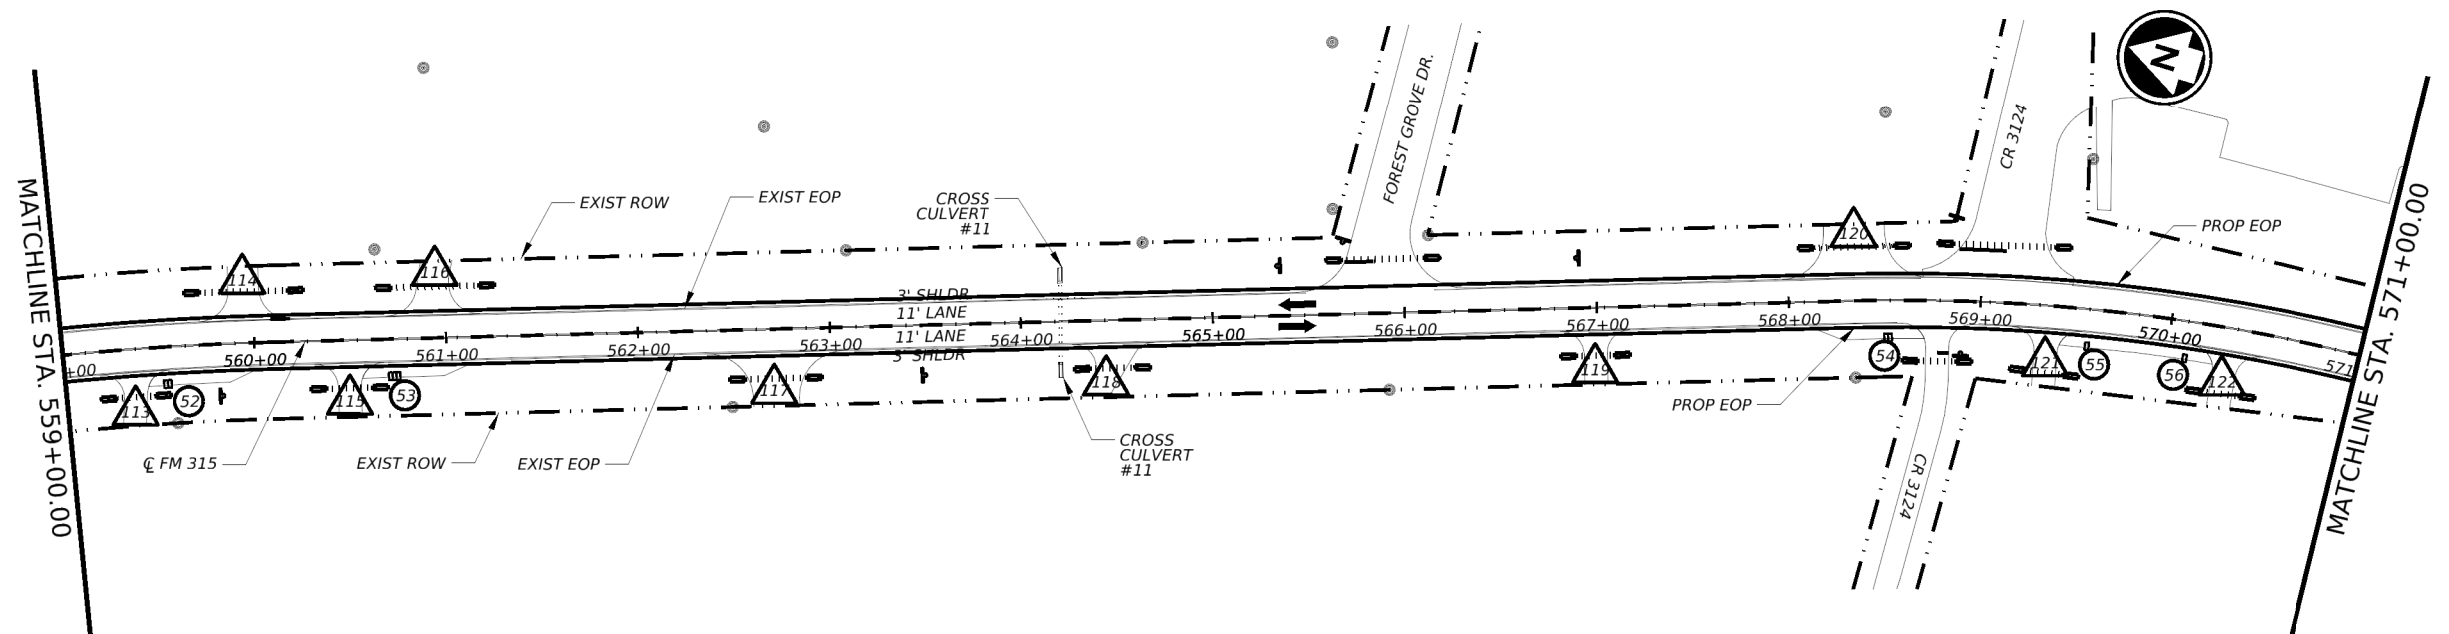 N
FOREST GROVE DR.
CR 3124
MATCHLINE STA. 559+00.00
EXIST ROW
EXIST EOP
CROSS
CULVERT
#11
PROP EOP
MATCHLINE STA. 571+00.00
114
116
120
3' SHLDR
11' LANE
11' LANE
3' SHLDR
+00
560+00
561+00
562+00
563+00
564+00
565+00
566+00
567+00
568+00
569+00
570+00
571
113
52
115
53
117
118
119
54
121
55
56
122
℄ FM 315
EXIST ROW
EXIST EOP
CROSS
CULVERT
#11
PROP EOP
CR 3124